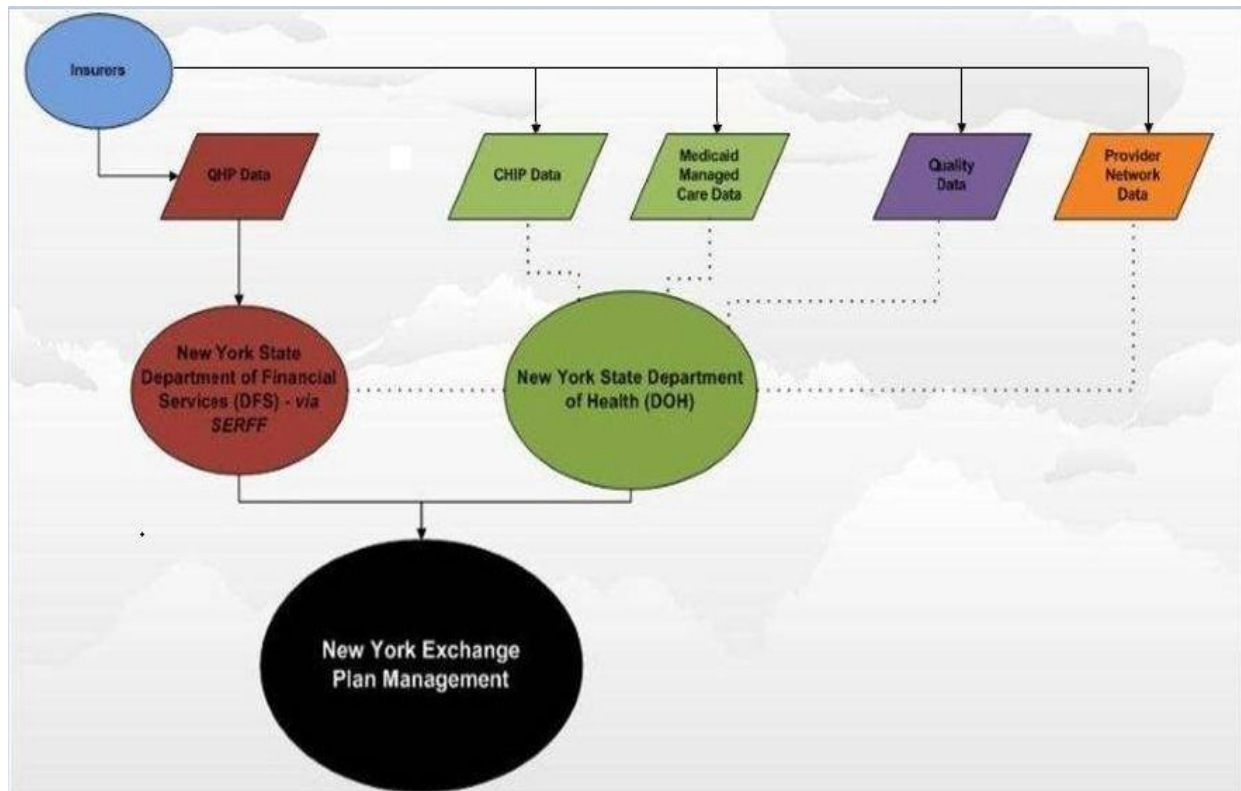 Insurers
QHP Data
CHIP Data
Medicaid
Managed
Care Data
Quality
Data
Provider
Network
Data
New York State
Department of Financial
Services (DFS) - via
SERFF
New York State Department
of Health (DOH)
New York Exchange
Plan Management